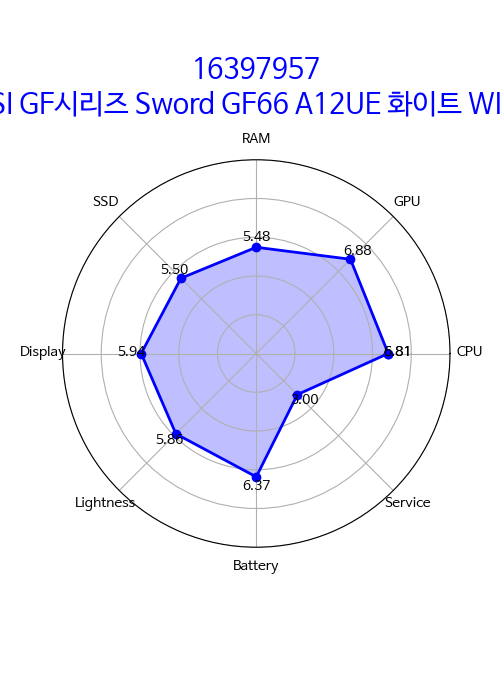 16397957
SI GF시리즈 Sword GF66 A12UE 화이트 WI
RAM
SSD
GPU
5.48
6.88
5.50
Display
5.94
6.81
CPU
3.00
5.86
6.37
Lightness
Service
Battery